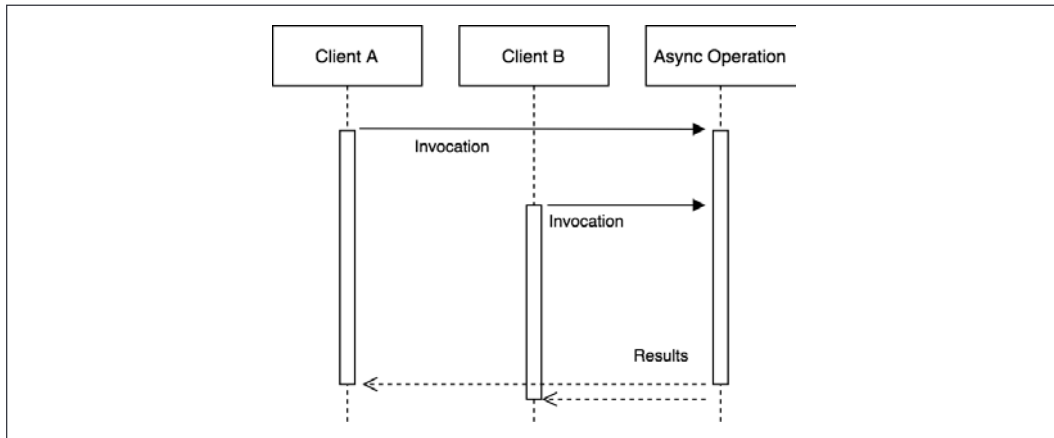 Client A
Client B
Async Operation
Invocation
Invocation
Results